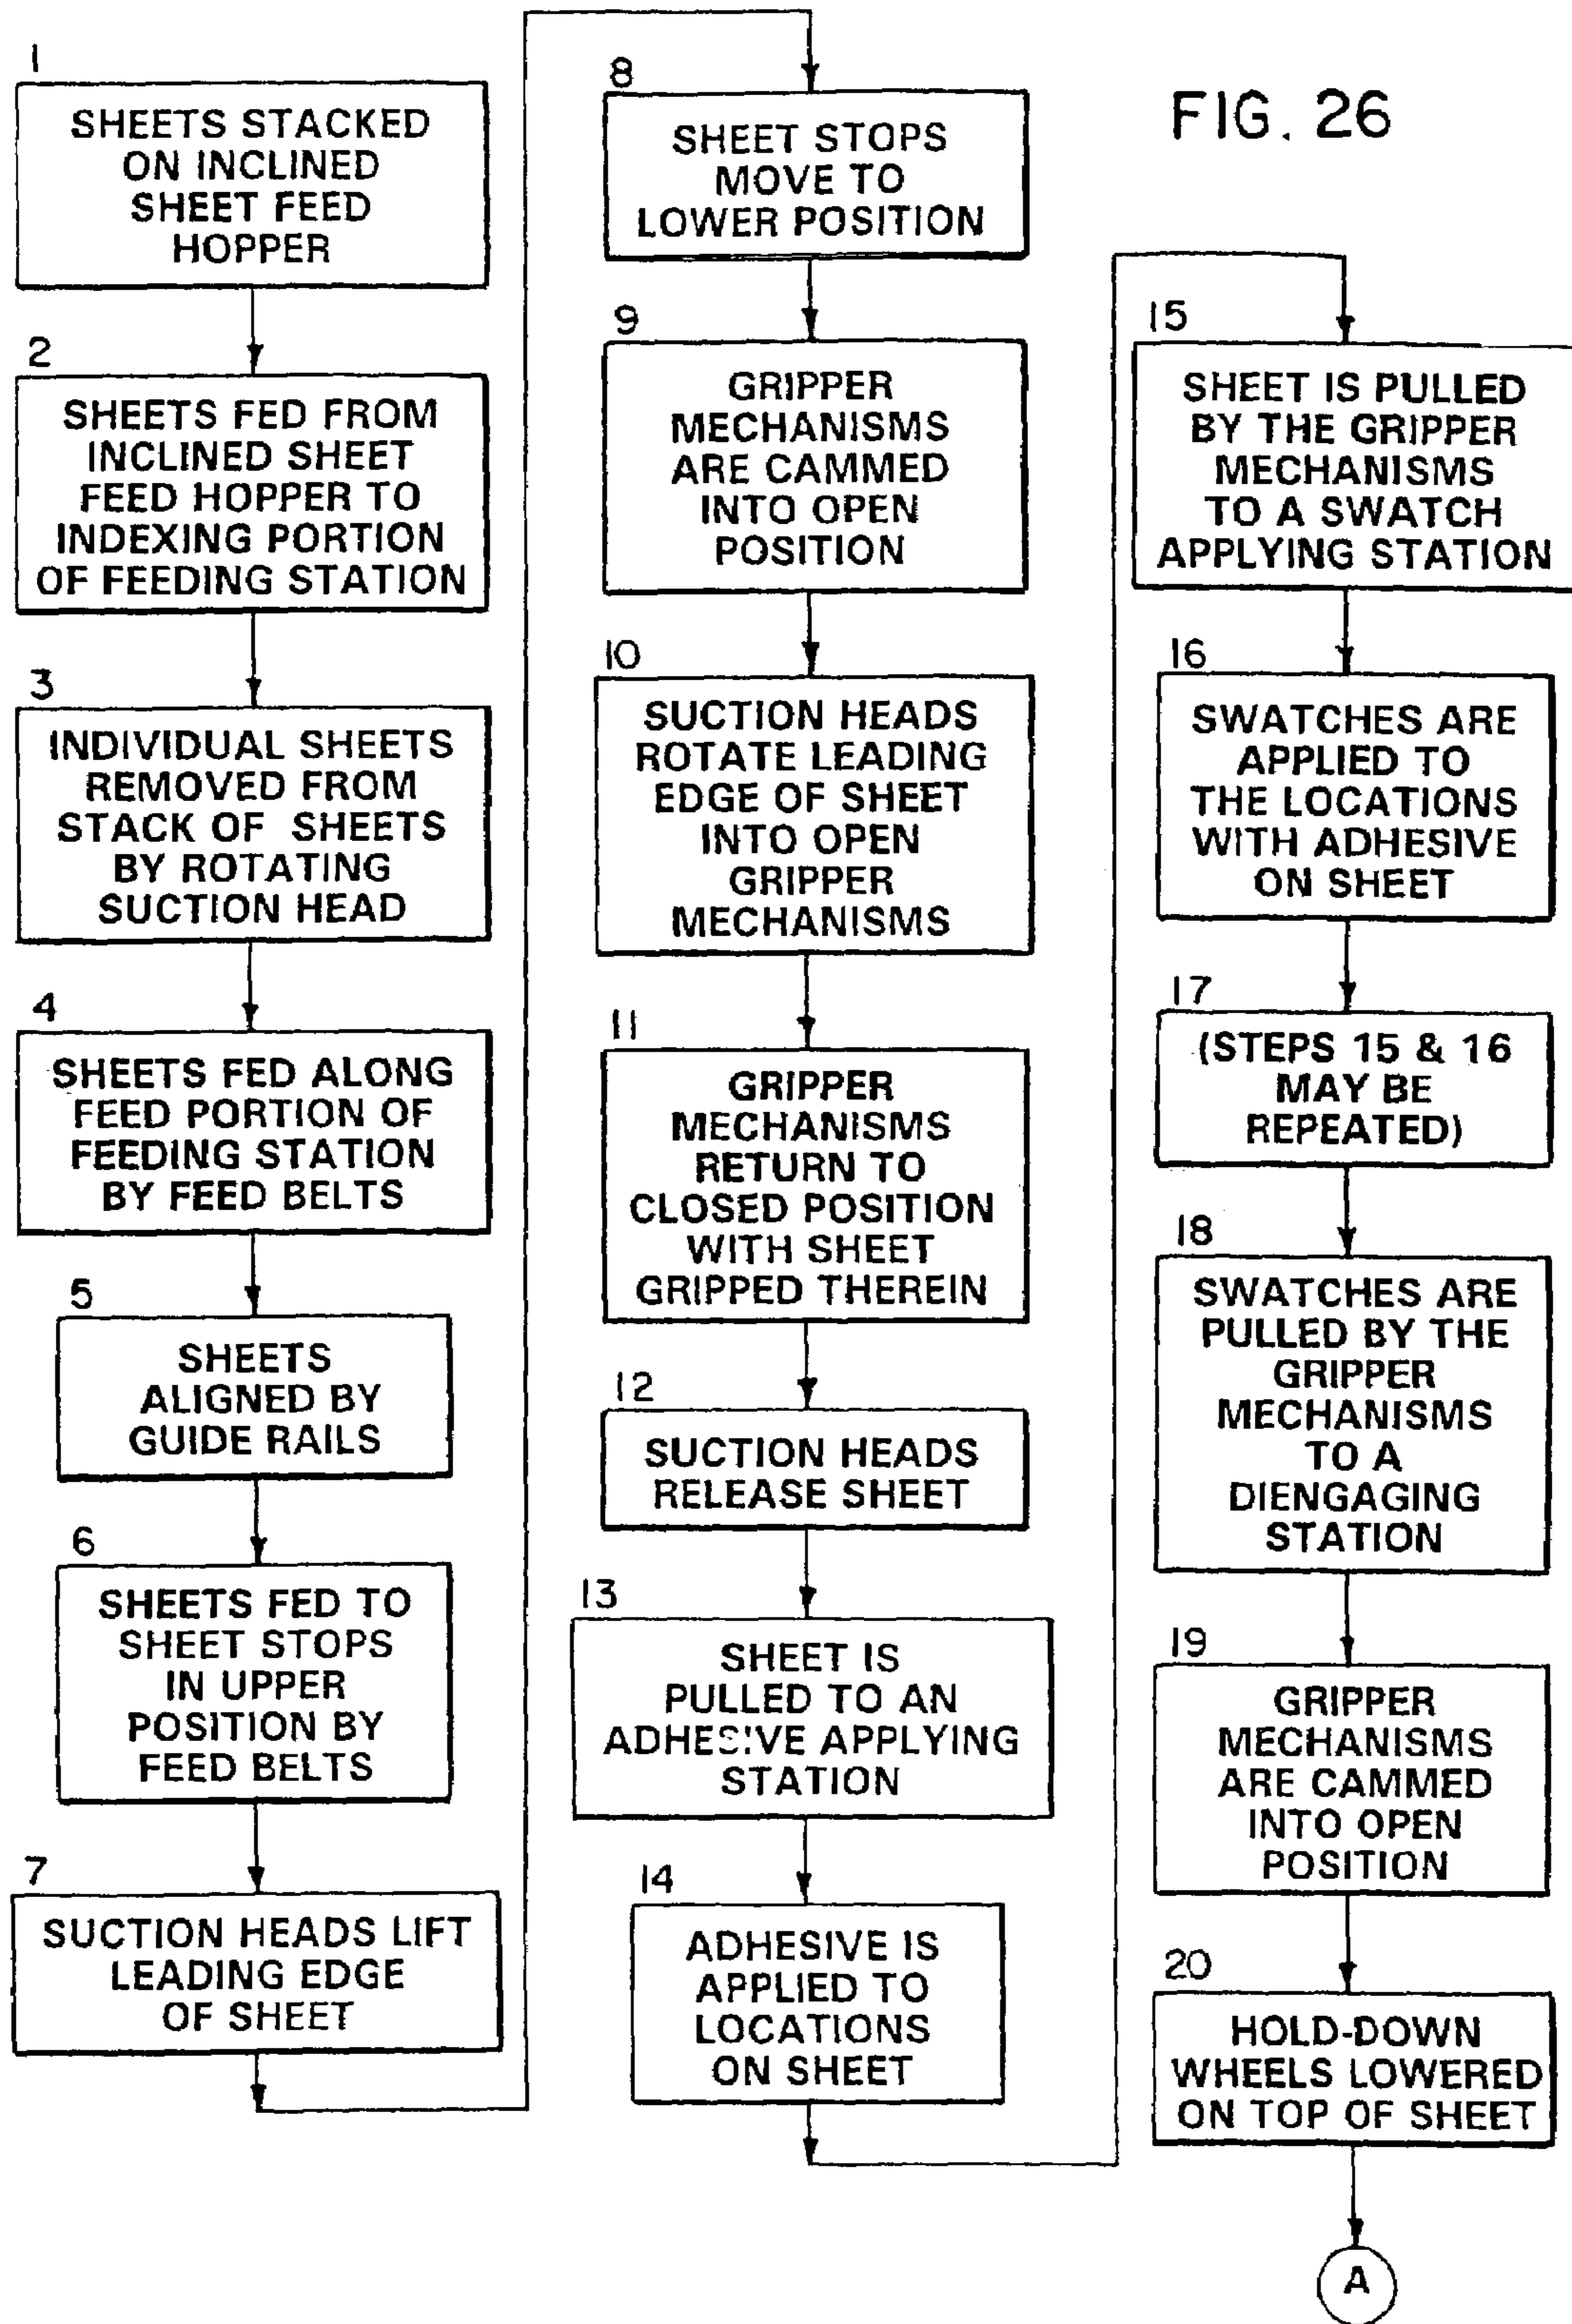 FIG. 26
1
SHEETS STACKED
ON INCLINED
SHEET FEED
HOPPER
2
SHEETS FED FROM
INCLINED SHEET
FEED HOPPER TO
INDEXING PORTION
OF FEEDING STATION
3
INDIVIDUAL SHEETS
REMOVED FROM
STACK OF SHEETS
BY ROTATING
SUCTION HEAD
4
SHEETS FED ALONG
FEED PORTION OF
FEEDING STATION
BY FEED BELTS
5
SHEETS
ALIGNED BY
GUIDE RAILS
6
SHEETS FED TO
SHEET STOPS
IN UPPER
POSITION BY
FEED BELTS
7
SUCTION HEADS LIFT
LEADING EDGE
OF SHEET
8
SHEET STOPS
MOVE TO
LOWER POSITION
9
GRIPPER
MECHANISMS
ARE CAMMED
INTO OPEN
POSITION
10
SUCTION HEADS
ROTATE LEADING
EDGE OF SHEET
INTO OPEN
GRIPPER
MECHANISMS
11
GRIPPER
MECHANISMS
RETURN TO
CLOSED POSITION
WITH SHEET
GRIPPED THEREIN
12
SUCTION HEADS
RELEASE SHEET
13
SHEET IS
PULLED TO AN
ADHESIVE APPLYING
STATION
14
ADHESIVE IS
APPLIED TO
LOCATIONS
ON SHEET
15
SHEET IS PULLED
BY THE GRIPPER
MECHANISMS
TO A SWATCH
APPLYING STATION
16
SWATCHES ARE
APPLIED TO
THE LOCATIONS
WITH ADHESIVE
ON SHEET
17
(STEPS 15 & 16
MAY BE
REPEATED)
18
SWATCHES ARE
PULLED BY THE
GRIPPER
MECHANISMS
TO A
DIENGAGING
STATION
19
GRIPPER
MECHANISMS
ARE CAMMED
INTO OPEN
POSITION
20
HOLD-DOWN
WHEELS LOWERED
ON TOP OF SHEET
A